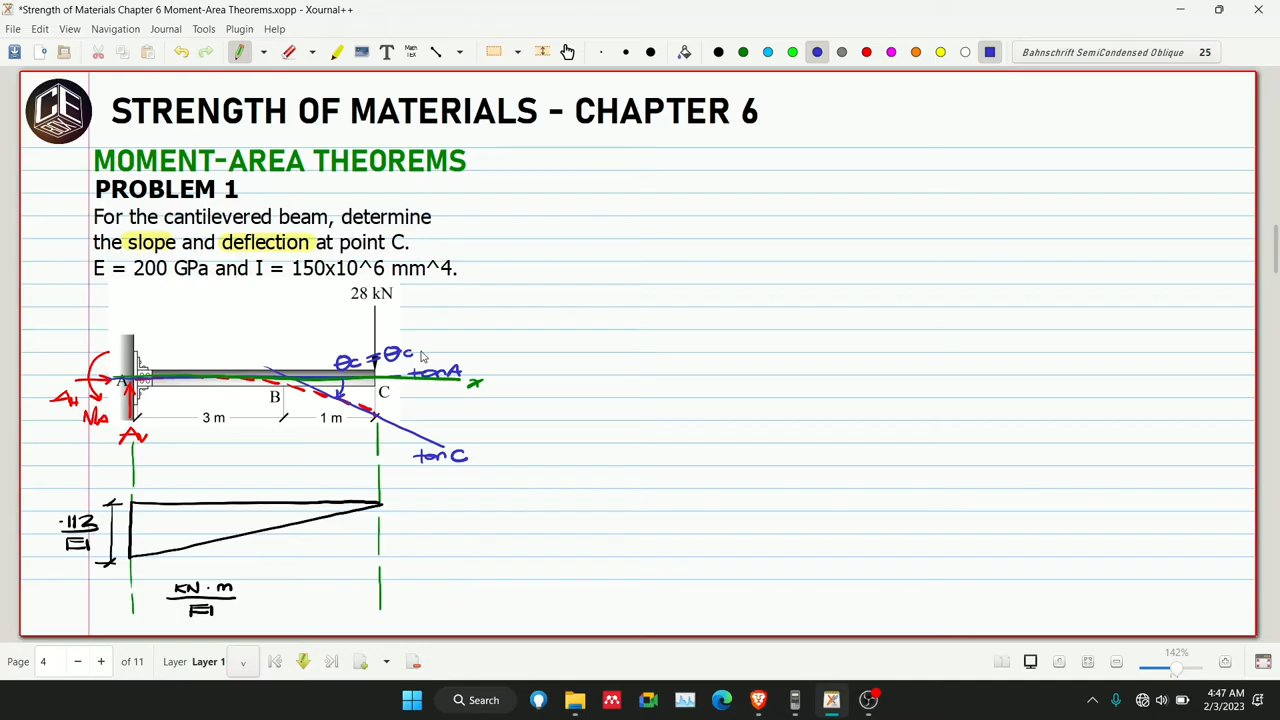 *Strength of Materials Chapter 6 Moment-Area Theorems.xopp - Xournal++
File Edit View Navigation Journal Tools Plugin Help
Bahnschrift SemiCondensed Oblique 25
STRENGTH OF MATERIALS - CHAPTER 6
MOMENT-AREA THEOREMS
PROBLEM 1
For the cantilevered beam, determine
the slope and deflection at point C.
E = 200 GPa and I = 150x10^6 mm^4.
28 kN
θc = θc
tanA
A
x
B
C
AH
MA
3 m
1 m
Av
tanC
-112
EI
kN·m
EI
Page 4 of 11 Layer Layer 1
142%
Search
4:47 AM
2/3/2023